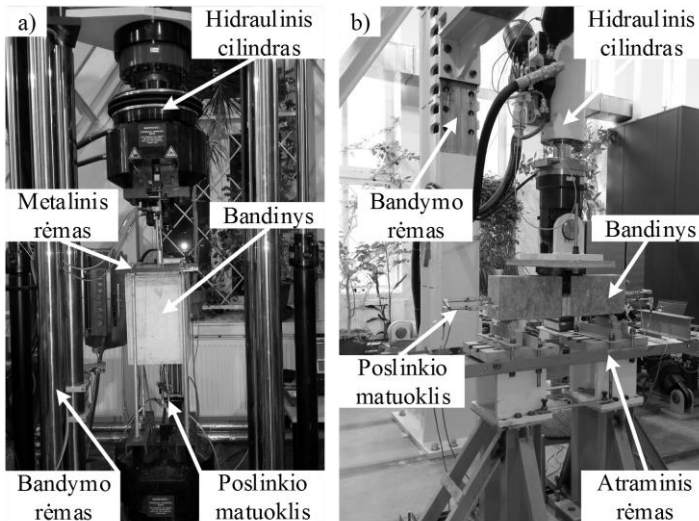 a)
Hidraulinis
cilindras
Metalinis
rėmas
Bandinys
Bandymo
rėmas
Poslinkio
matuoklis
b)
Hidraulinis
cilindras
Bandymo
rėmas
Bandinys
Poslinkio
matuoklis
Atraminis
rėmas